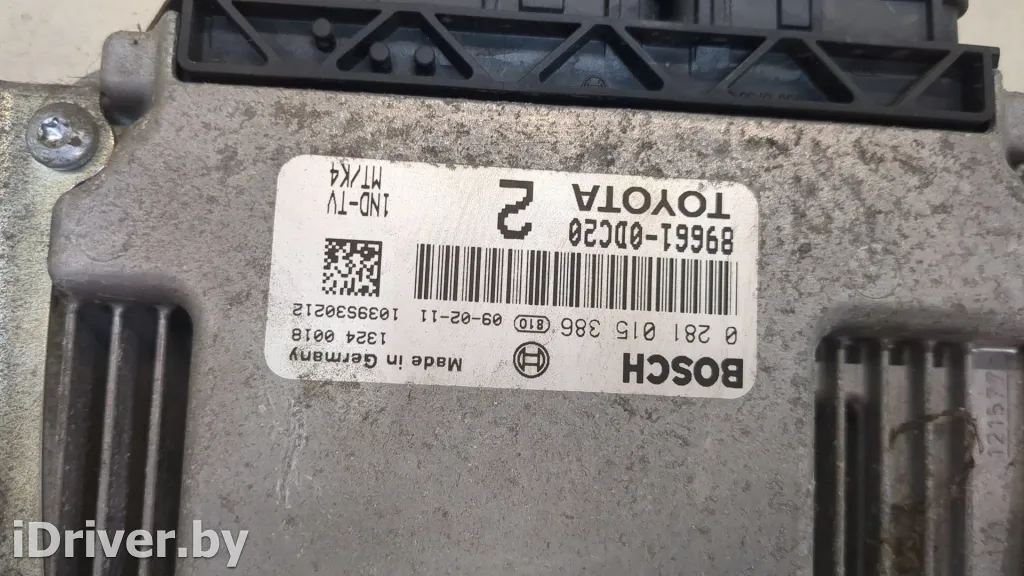 BOSCH
Made in Germany
0 281 015 386 810 09-02-11
1324 0018
1039530212
89661-0DC20
TOYOTA
2
1ND-TV
MT/K4
iDriver.by